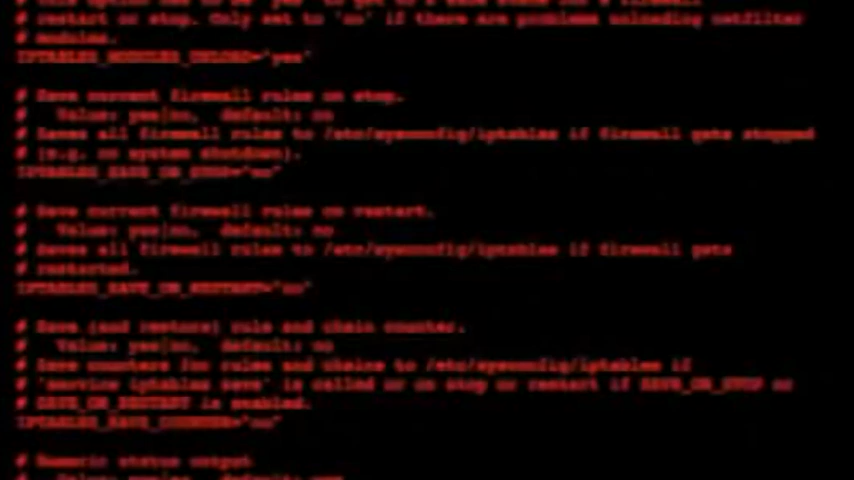 # restart or stop. Only set to 'no' if there are problems unloading netfilter
# modules.
IPTABLES_MODULES_UNLOAD="yes"
# Save current firewall rules on stop.
#   Value: yes|no,  default: no
# Saves all firewall rules to /etc/sysconfig/iptables if firewall gets stopped
# (e.g. on system shutdown).
IPTABLES_SAVE_ON_STOP="no"
# Save current firewall rules on restart.
#   Value: yes|no,  default: no
# Saves all firewall rules to /etc/sysconfig/iptables if firewall gets
# restarted.
IPTABLES_SAVE_ON_RESTART="no"
# Save (and restore) rule and chain counter.
#   Value: yes|no,  default: no
# Save counters for rules and chains to /etc/sysconfig/iptables if
# 'service iptables save' is called or on stop or restart if SAVE_ON_STOP or
# SAVE_ON_RESTART is enabled.
IPTABLES_SAVE_COUNTER="no"
# Numeric status output